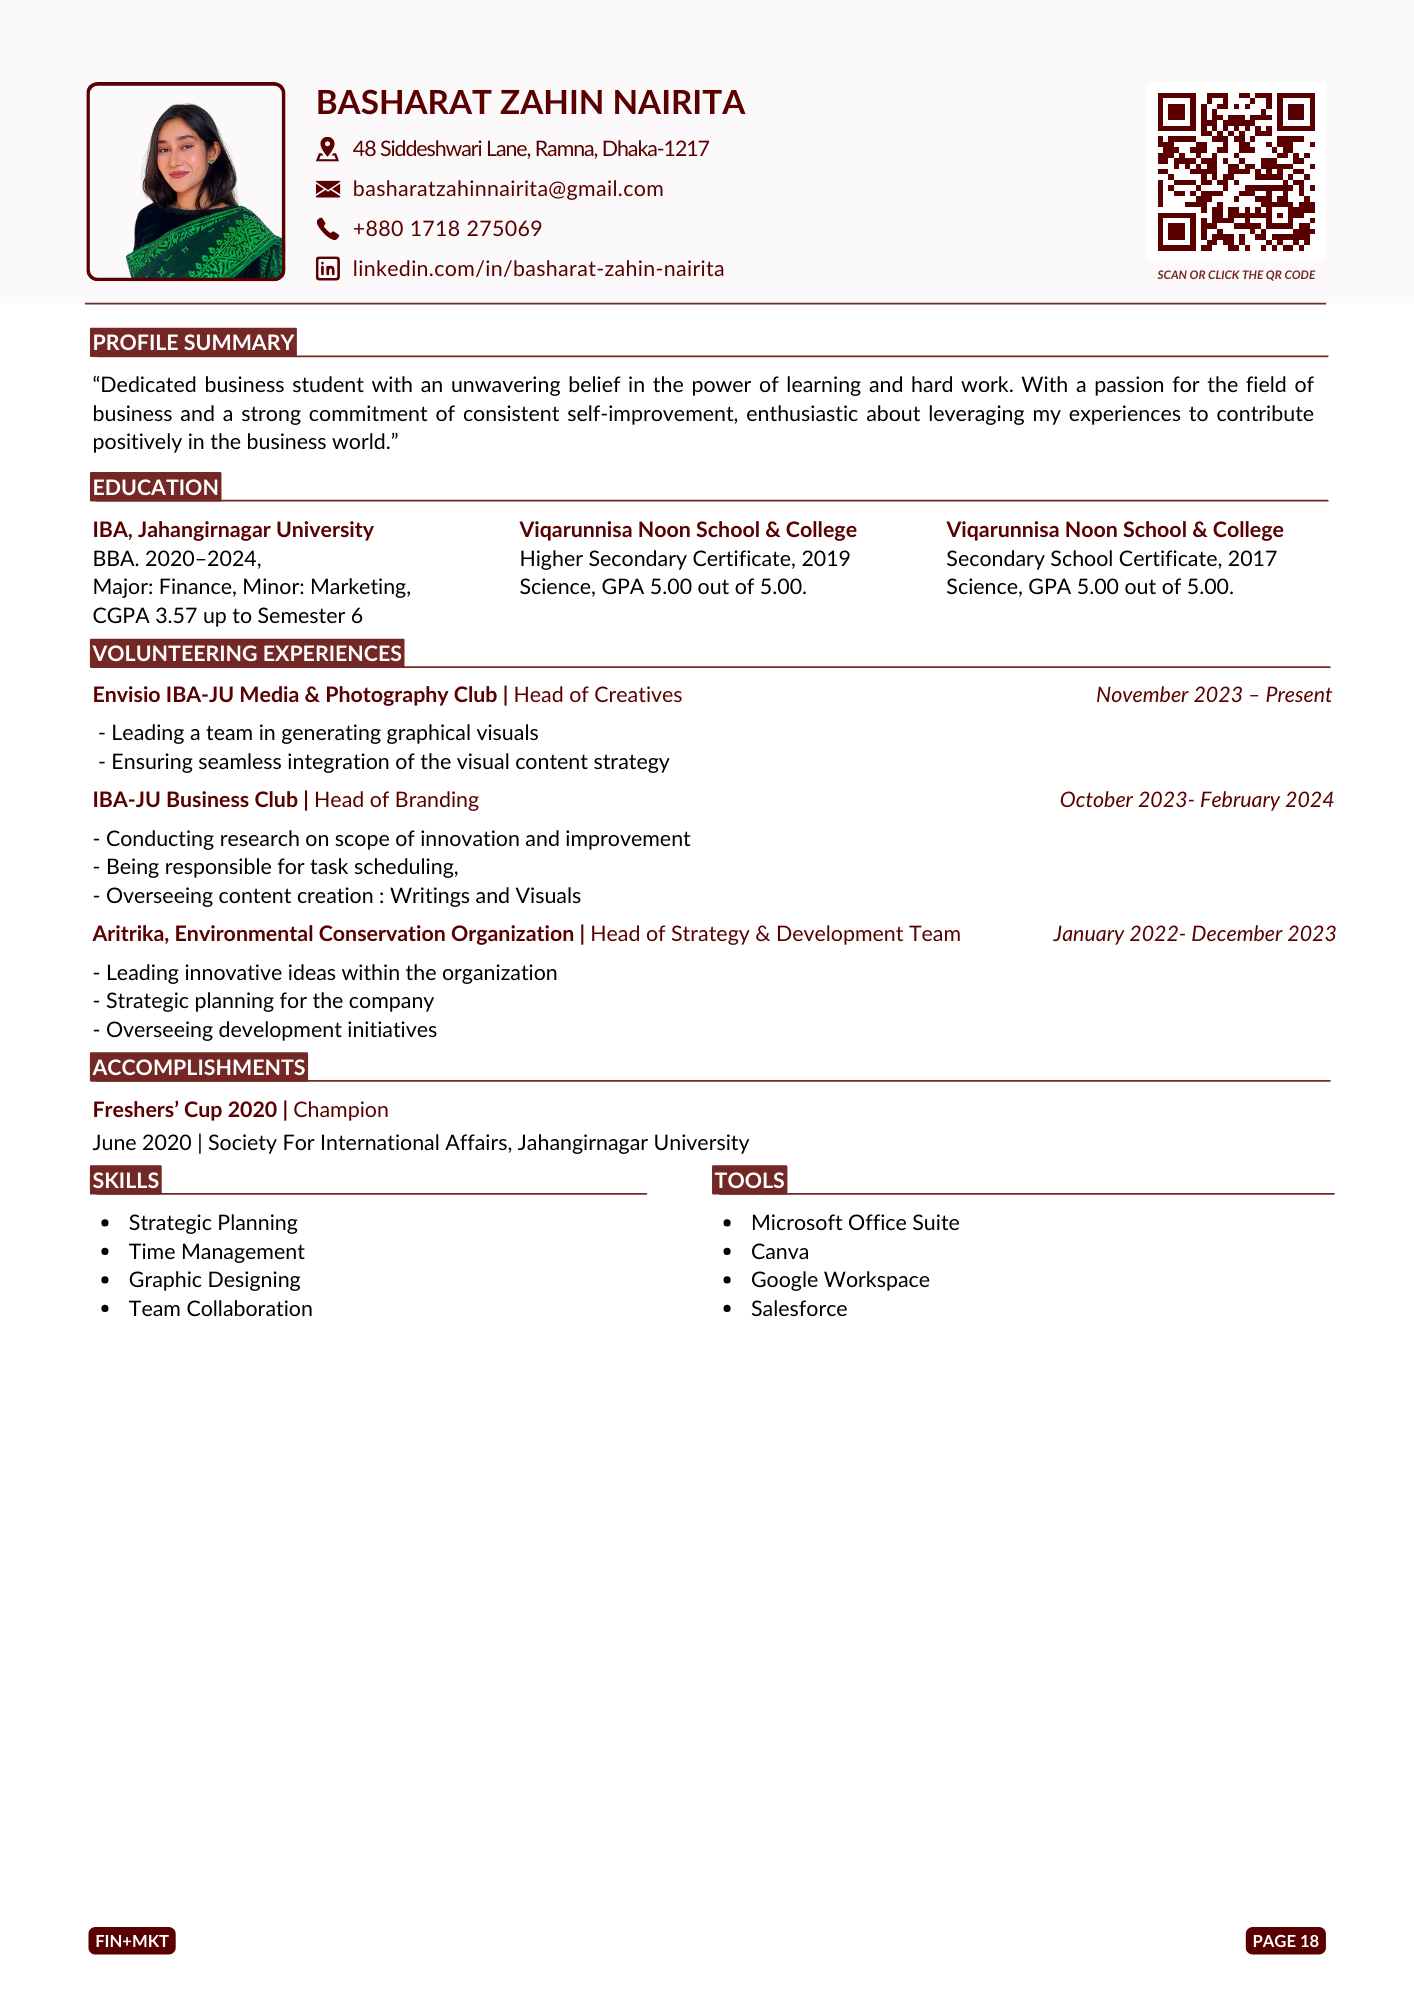 BASHARAT ZAHIN NAIRITA
48 Siddeshwari Lane, Ramna, Dhaka-1217
basharatzahinnairita@gmail.com
+880 1718 275069
linkedin.com/in/basharat-zahin-nairita
SCAN OR CLICK THE QR CODE
PROFILE SUMMARY
“Dedicated business student with an unwavering belief in the power of learning and hard work. With a passion for the field of
business and a strong commitment of consistent self-improvement, enthusiastic about leveraging my experiences to contribute
positively in the business world.”
EDUCATION
IBA, Jahangirnagar University
BBA. 2020–2024,
Major: Finance, Minor: Marketing,
CGPA 3.57 up to Semester 6
Viqarunnisa Noon School & College
Higher Secondary Certificate, 2019
Science, GPA 5.00 out of 5.00.
Viqarunnisa Noon School & College
Secondary School Certificate, 2017
Science, GPA 5.00 out of 5.00.
VOLUNTEERING EXPERIENCES
Envisio IBA-JU Media & Photography Club | Head of Creatives November 2023 – Present
- Leading a team in generating graphical visuals
- Ensuring seamless integration of the visual content strategy
IBA-JU Business Club | Head of Branding October 2023- February 2024
- Conducting research on scope of innovation and improvement
- Being responsible for task scheduling,
- Overseeing content creation : Writings and Visuals
Aritrika, Environmental Conservation Organization | Head of Strategy & Development Team January 2022- December 2023
- Leading innovative ideas within the organization
- Strategic planning for the company
- Overseeing development initiatives
ACCOMPLISHMENTS
Freshers’ Cup 2020 | Champion
June 2020 | Society For International Affairs, Jahangirnagar University
SKILLS
• Strategic Planning
• Time Management
• Graphic Designing
• Team Collaboration
TOOLS
• Microsoft Office Suite
• Canva
• Google Workspace
• Salesforce
FIN+MKT
PAGE 18